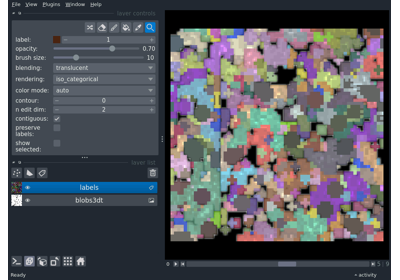 File View Plugins Window Help
layer controls
label: 1
opacity: 0.70
brush size: 10
blending: translucent
rendering: iso_categorical
color mode: auto
contour: 0
n edit dim: 2
contiguous:
preserve
labels:
show
selected:
layer list
labels
blobs3dt
Ready
activity